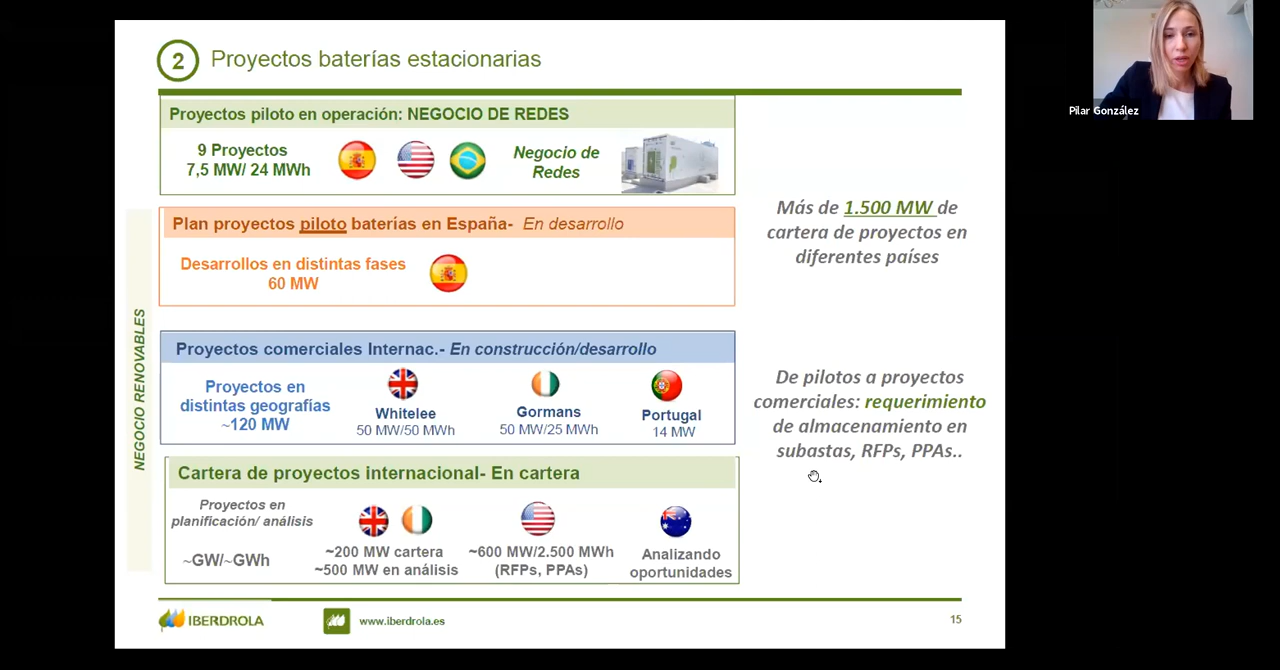 2 Proyectos baterías estacionarias
Proyectos piloto en operación: NEGOCIO DE REDES
9 Proyectos
7,5 MW/ 24 MWh
Negocio de
Redes
NEGOCIO RENOVABLES
Plan proyectos piloto baterías en España- En desarrollo
Desarrollos en distintas fases
60 MW
Proyectos comerciales Internac.- En construcción/desarrollo
Proyectos en
distintas geografías
~120 MW
Whitelee
50 MW/50 MWh
Gormans
50 MW/25 MWh
Portugal
14 MW
Cartera de proyectos internacional- En cartera
Proyectos en
planificación/ análisis
~GW/~GWh
~200 MW cartera
~500 MW en análisis
~600 MW/2.500 MWh
(RFPs, PPAs)
Analizando
oportunidades
Más de 1.500 MW de
cartera de proyectos en
diferentes países
De pilotos a proyectos
comerciales: requerimiento
de almacenamiento en
subastas, RFPs, PPAs..
IBERDROLA
www.iberdrola.es
15
Pilar González